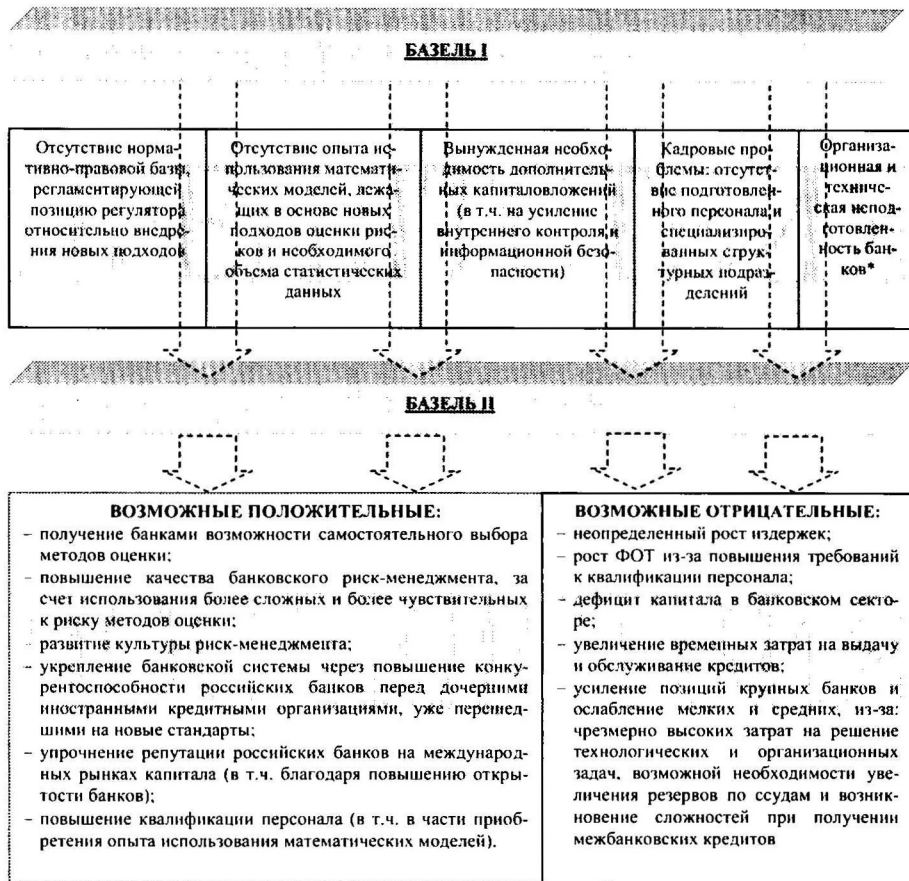 БАЗЕЛЬ I
Отсутствие норма-
тивно-правовой базы,
регламентирующей
позицию регулятора
относительно внедре-
ния новых подходов
Отсутствие опыта ис-
пользования математи-
ческих моделей, лежа-
щих в основе новых
подходов оценки рис-
ков и необходимого
объема статистических
данных
Вынужденная необхо-
димость дополнитель-
ных капиталовложений
(в т.ч. на усиление
внутреннего контроля и
информационной безо-
пасности)
Кадровые про-
блемы: отсутст-
вие подготовлен-
ного персонала и
специализиро-
ванных струк-
турных подраз-
делений
Организа-
ционная и
техниче-
ская непод-
готовлен-
ность бан-
ков*
БАЗЕЛЬ II
ВОЗМОЖНЫЕ ПОЛОЖИТЕЛЬНЫЕ:
– получение банками возможности самостоятельного выбора
методов оценки;
– повышение качества банковского риск-менеджмента, за
счет использования более сложных и более чувствительных
к риску методов оценки;
– развитие культуры риск-менеджмента;
– укрепление банковской системы через повышение конку-
рентоспособности российских банков перед дочерними
иностранными кредитными организациями, уже перешед-
шими на новые стандарты;
– упрочнение репутации российских банков на международ-
ных рынках капитала (в т.ч. благодаря повышению откры-
тости банков);
– повышение квалификации персонала (в т.ч. в части приоб-
ретения опыта использования математических моделей).
ВОЗМОЖНЫЕ ОТРИЦАТЕЛЬНЫЕ:
– неопределенный рост издержек;
– рост ФОТ из-за повышения требований
к квалификации персонала;
– дефицит капитала в банковском секто-
ре;
– увеличение временных затрат на выдачу
и обслуживание кредитов;
– усиление позиций крупных банков и
ослабление мелких и средних, из-за:
чрезмерно высоких затрат на решение
технологических и организационных
задач, возможной необходимости уве-
личения резервов по ссудам и возник-
новение сложностей при получении
межбанковских кредитов